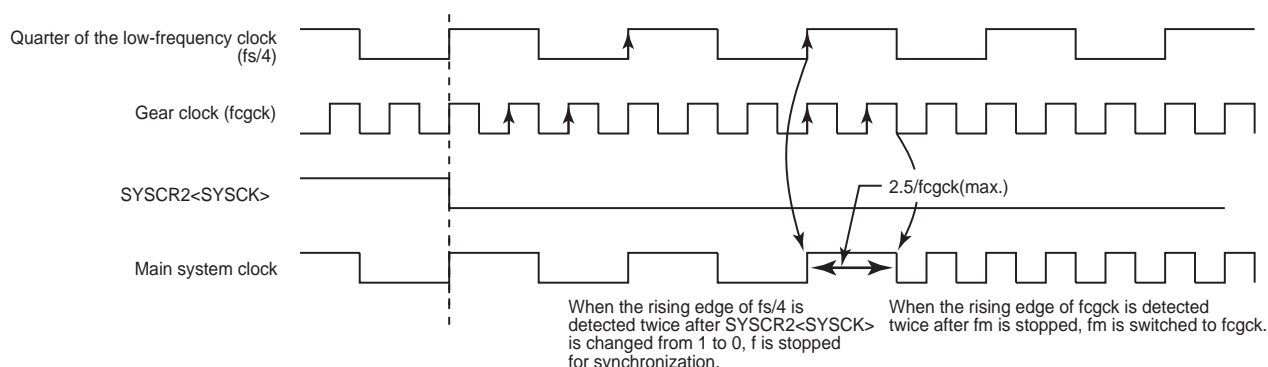 Quarter of the low-frequency clock
(fs/4)
Gear clock (fcgck)
SYSCR2<SYSCK>
2.5/fcgck(max.)
Main system clock
When the rising edge of fs/4 is
detected twice after SYSCR2<SYSCK>
is changed from 1 to 0, f is stopped
for synchronization.
When the rising edge of fcgck is detected
twice after fm is stopped, fm is switched to fcgck.